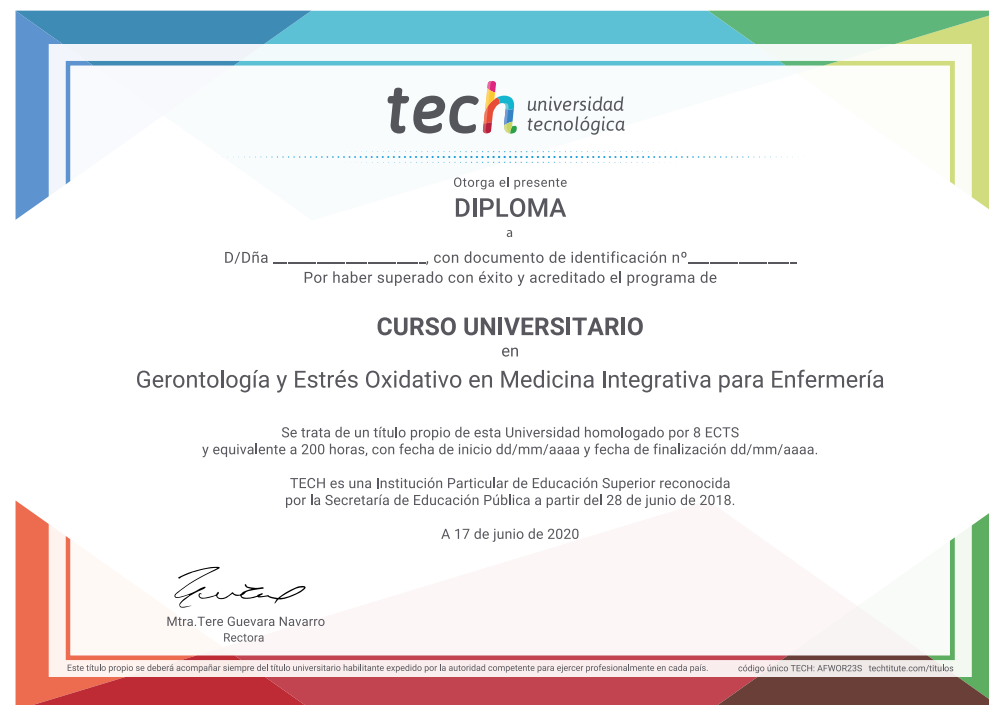 tech universidad
tecnológica
Otorga el presente
DIPLOMA
a
D/Dña ____________________, con documento de identificación nº______________
Por haber superado con éxito y acreditado el programa de
CURSO UNIVERSITARIO
en
Gerontología y Estrés Oxidativo en Medicina Integrativa para Enfermería
Se trata de un título propio de esta Universidad homologado por 8 ECTS
y equivalente a 200 horas, con fecha de inicio dd/mm/aaaa y fecha de finalización dd/mm/aaaa.
TECH es una Institución Particular de Educación Superior reconocida
por la Secretaría de Educación Pública a partir del 28 de junio de 2018.
A 17 de junio de 2020
Mtra.Tere Guevara Navarro
Rectora
Este título propio se deberá acompañar siempre del título universitario habilitante expedido por la autoridad competente para ejercer profesionalmente en cada país. código único TECH: AFWOR23S techtitute.com/titulos